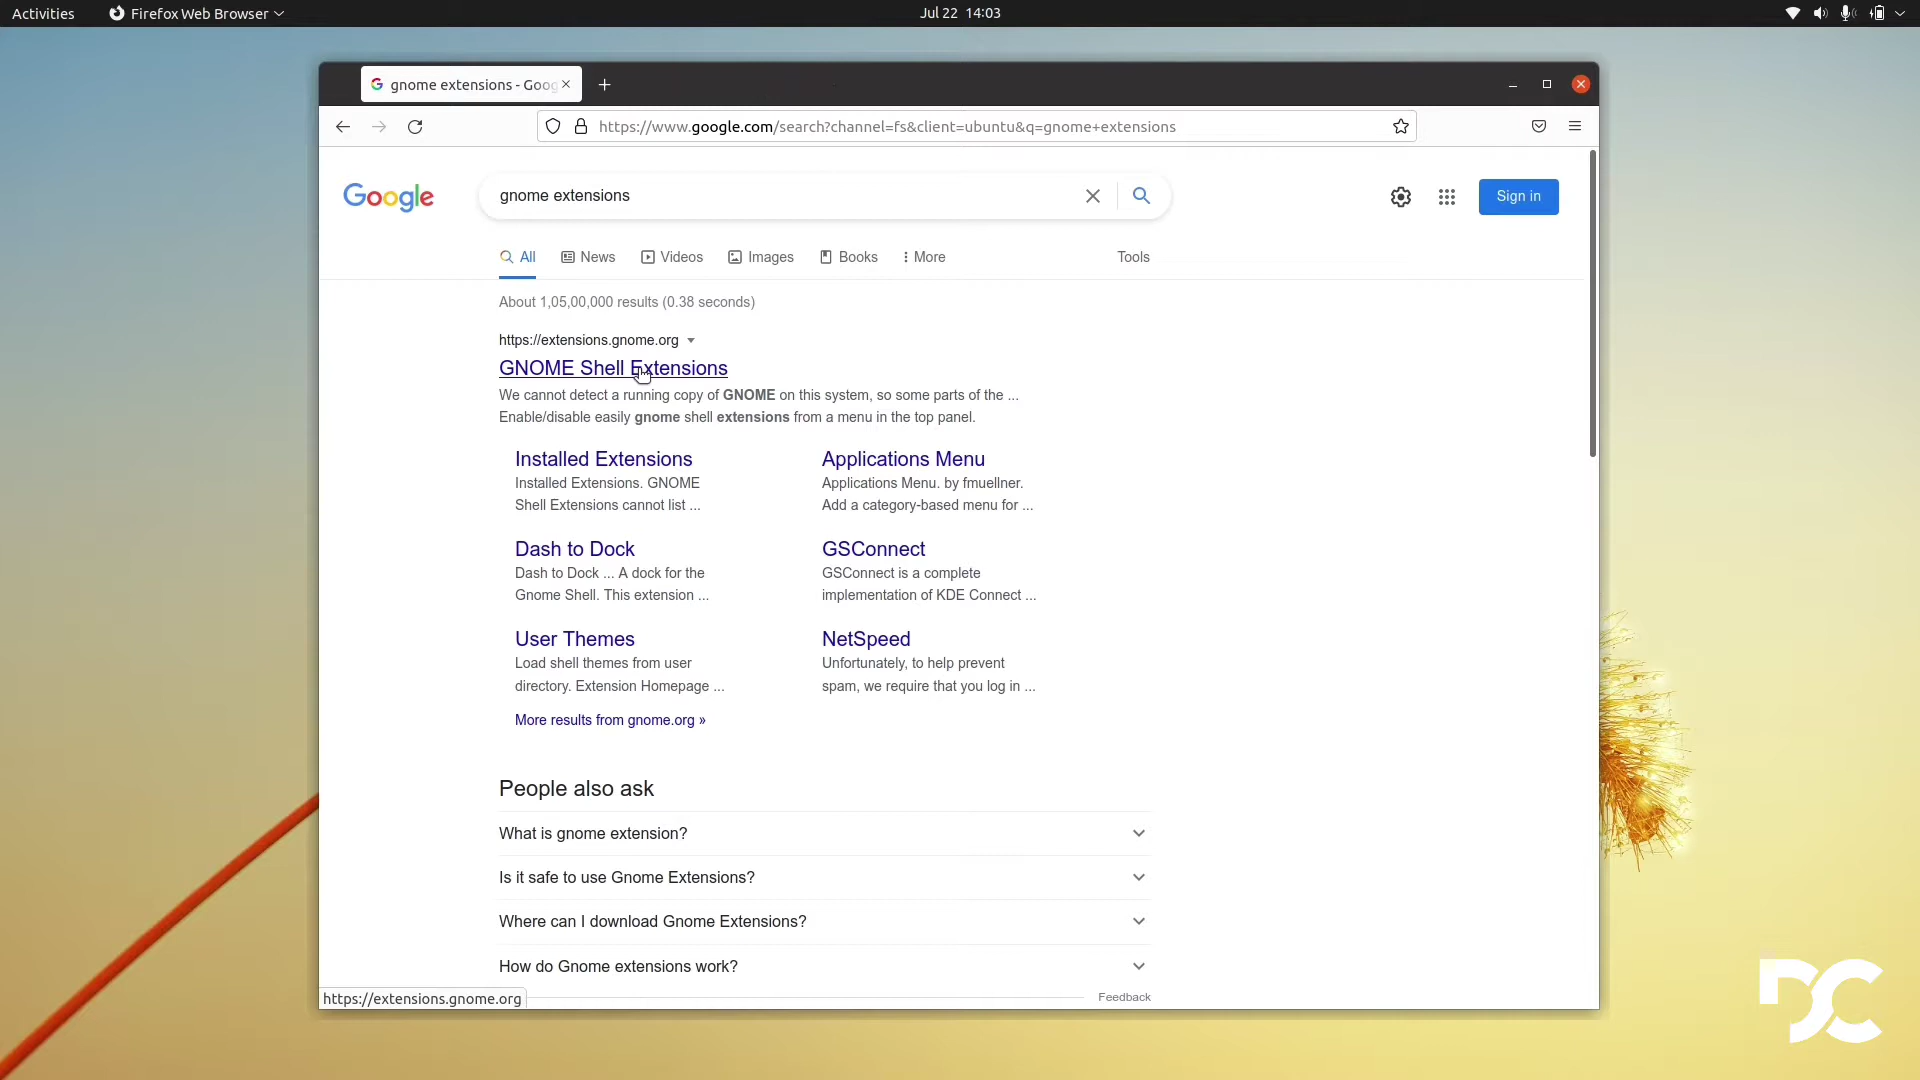 Activities
Firefox Web Browser
Jul 22 14:03
gnome extensions - Goog
https://www.google.com/search?channel=fs&client=ubuntu&q=gnome+extensions
Google
gnome extensions
Sign in
All
News
Videos
Images
Books
More
Tools
About 1,05,00,000 results (0.38 seconds)
https://extensions.gnome.org
GNOME Shell Extensions
We cannot detect a running copy of GNOME on this system, so some parts of the ...
Enable/disable easily gnome shell extensions from a menu in the top panel.
Installed Extensions
Installed Extensions. GNOME
Shell Extensions cannot list ...
Applications Menu
Applications Menu. by fmuellner.
Add a category-based menu for ...
Dash to Dock
Dash to Dock ... A dock for the
Gnome Shell. This extension ...
GSConnect
GSConnect is a complete
implementation of KDE Connect ...
User Themes
Load shell themes from user
directory. Extension Homepage ...
NetSpeed
Unfortunately, to help prevent
spam, we require that you log in ...
More results from gnome.org »
People also ask
What is gnome extension?
Is it safe to use Gnome Extensions?
Where can I download Gnome Extensions?
How do Gnome extensions work?
Feedback
https://extensions.gnome.org
DC